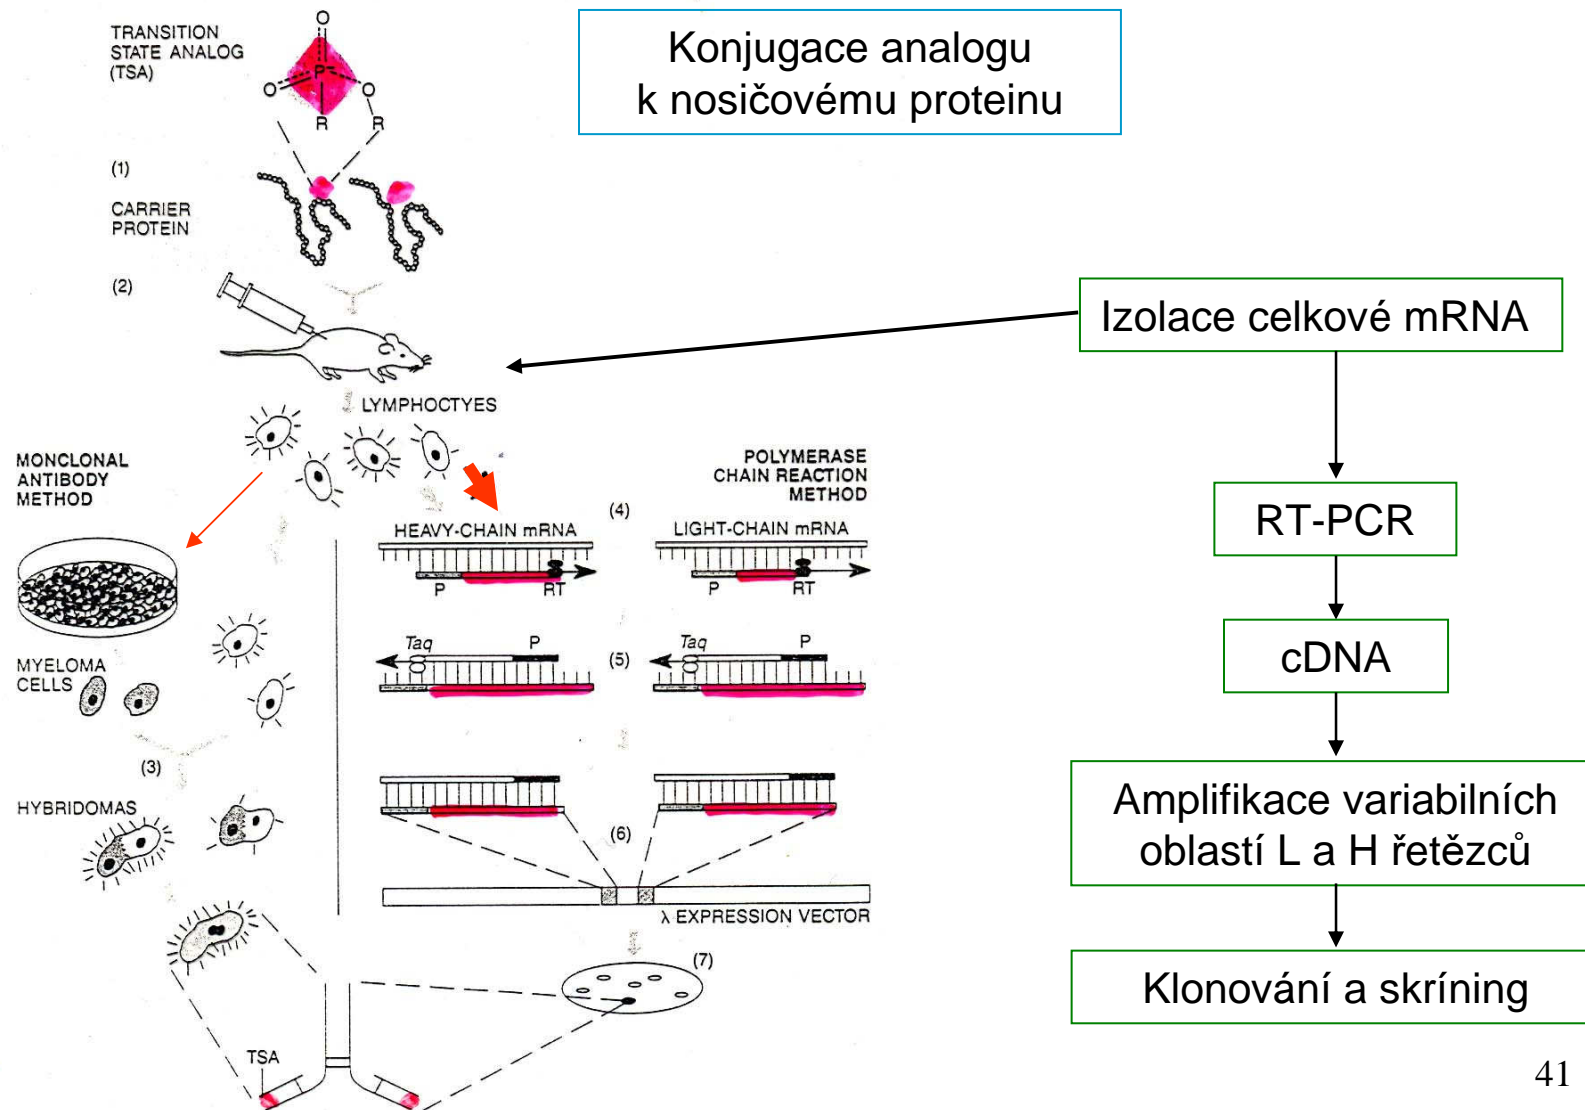 TRANSITION
STATE ANALOG
(TSA)
O
O
P
O
R
R
Konjugace analogu
k nosičovému proteinu
(1)
CARRIER
PROTEIN
(2)
Izolace celkové mRNA
LYMPHOCTYES
MONCLONAL
ANTIBODY
METHOD
POLYMERASE
CHAIN REACTION
METHOD
(4)
HEAVY-CHAIN mRNA
LIGHT-CHAIN mRNA
P
RT
P
RT
RT-PCR
Taq
P
(5)
Taq
P
cDNA
MYELOMA
CELLS
(3)
HYBRIDOMAS
(6)
Amplifikace variabilních
oblastí L a H řetězců
λ EXPRESSION VECTOR
(7)
Klonování a skríning
TSA
41